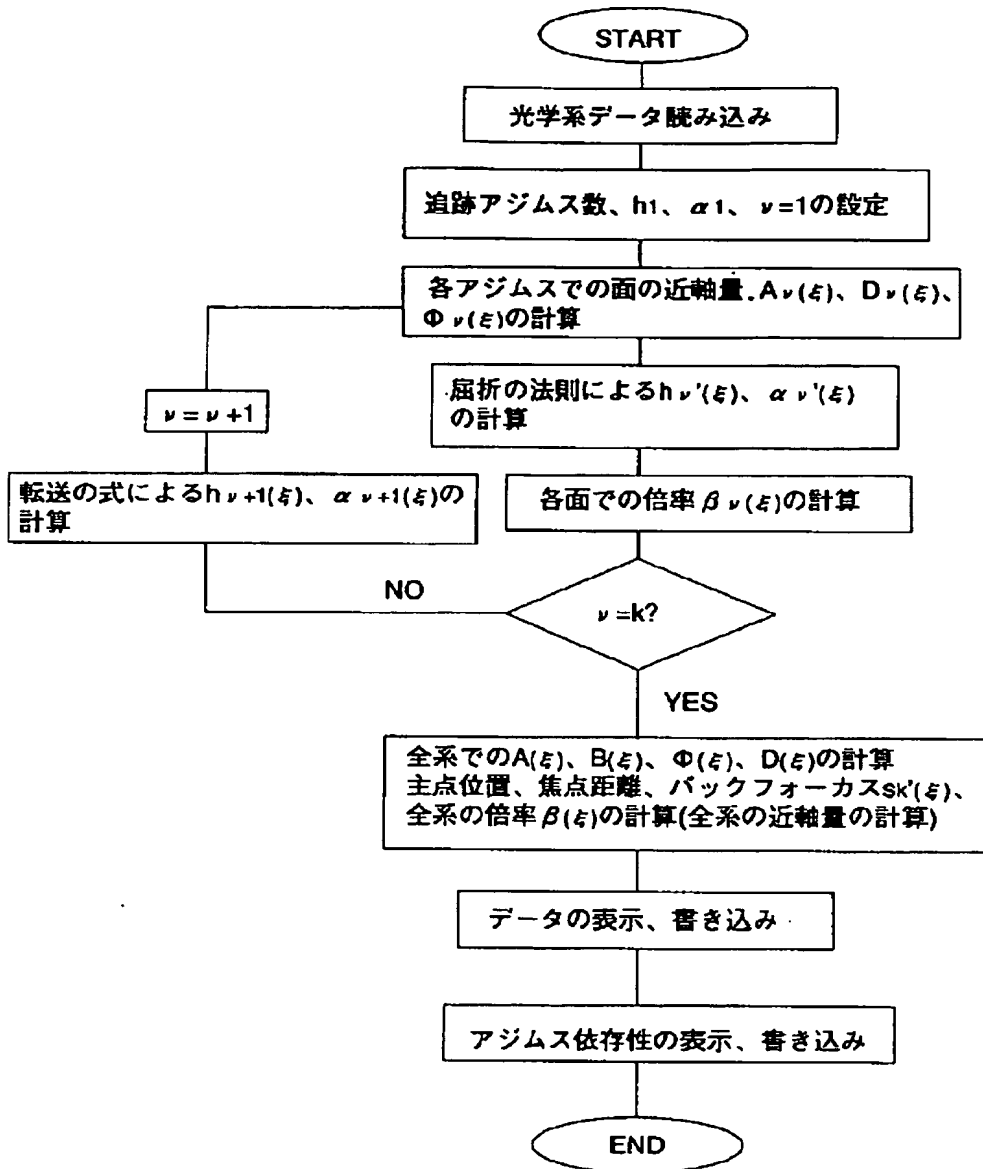 START
光学系データ読み込み
追跡アジムス数、h1、α1、ν=1の設定
各アジムスでの面の近軸量、Aν(ξ)、Dν(ξ)、
Φν(ξ)の計算
屈折の法則によるhν'(ξ)、αν'(ξ)
の計算
ν=ν+1
転送の式によるhν+1(ξ)、αν+1(ξ)の
計算
各面での倍率βν(ξ)の計算
NO
ν=k?
YES
全系でのA(ξ)、B(ξ)、Φ(ξ)、D(ξ)の計算
主点位置、焦点距離、バックフォーカスsk'(ξ)、
全系の倍率β(ξ)の計算(全系の近軸量の計算)
データの表示、書き込み
アジムス依存性の表示、書き込み
END